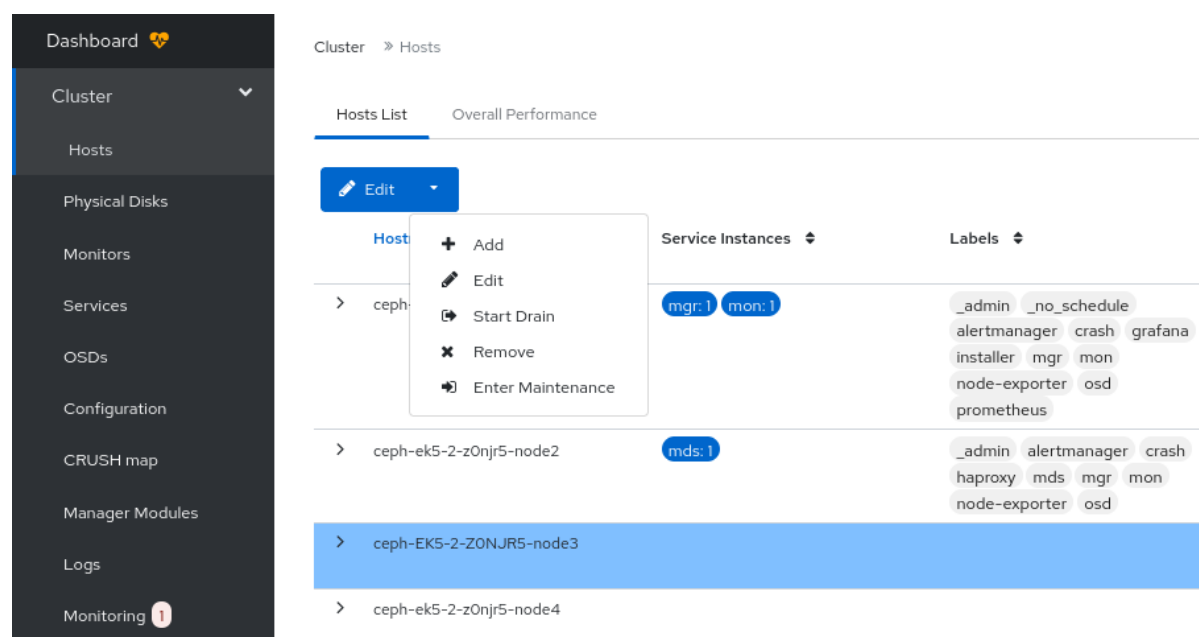 Dashboard
Cluster
Hosts
Physical Disks
Monitors
Services
OSDs
Configuration
CRUSH map
Manager Modules
Logs
Monitoring 1
Cluster » Hosts
Hosts List Overall Performance
Edit
Add
Edit
Start Drain
Remove
Enter Maintenance
Service Instances Labels
mgr: 1 mon: 1
_admin _no_schedule
alertmanager crash grafana
installer mgr mon
node-exporter osd
prometheus
ceph-ek5-2-z0njr5-node2 mds: 1
_admin alertmanager crash
haproxy mds mgr mon
node-exporter osd
ceph-EK5-2-Z0NJR5-node3
ceph-ek5-2-z0njr5-node4